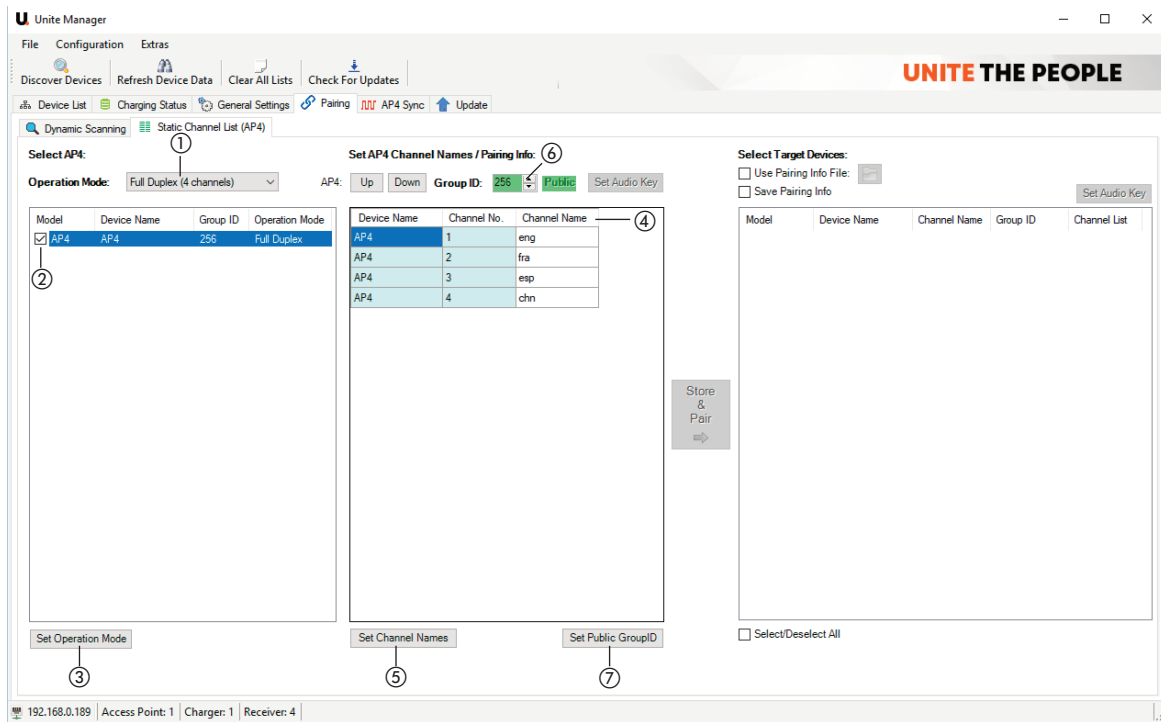 U Unite Manager
File Configuration Extras
Discover Devices Refresh Device Data Clear All Lists Check For Updates
UNITE THE PEOPLE
Device List Charging Status General Settings Pairing AP4 Sync Update
Dynamic Scanning Static Channel List (AP4)
1
Select AP4: Set AP4 Channel Names / Pairing Info: 6 Select Target Devices:
Use Pairing Info File:
Operation Mode: Full Duplex (4 channels) AP4: Up Down Group ID: 256 Public Set Audio Key
Save Pairing Info Set Audio Key
Model Device Name Group ID Operation Mode Device Name Channel No. Channel Name 4 Model Device Name Channel Name Group ID Channel List
AP4 AP4 256 Full Duplex AP4 1 eng
2 AP4 2 fra
AP4 3 esp
AP4 4 chn
Store
&
Pair
Set Operation Mode Set Channel Names Set Public GroupID Select/Deselect All
3 5 7
192.168.0.189 Access Point: 1 Charger: 1 Receiver: 4